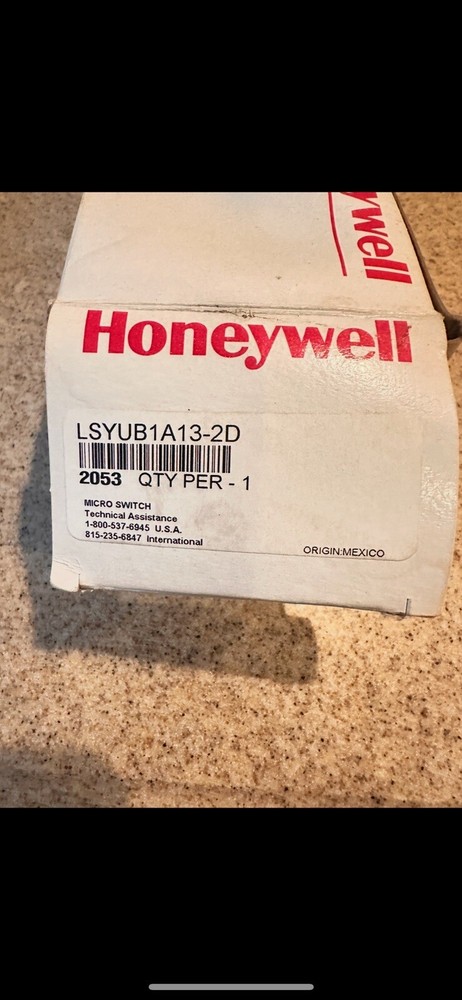 ywell
Honeywell
LSYUB1A13-2D
2053 QTY PER - 1
MICRO SWITCH
Technical Assistance
1-800-537-6945 U.S.A.
815-235-6847 International
ORIGIN:MEXICO